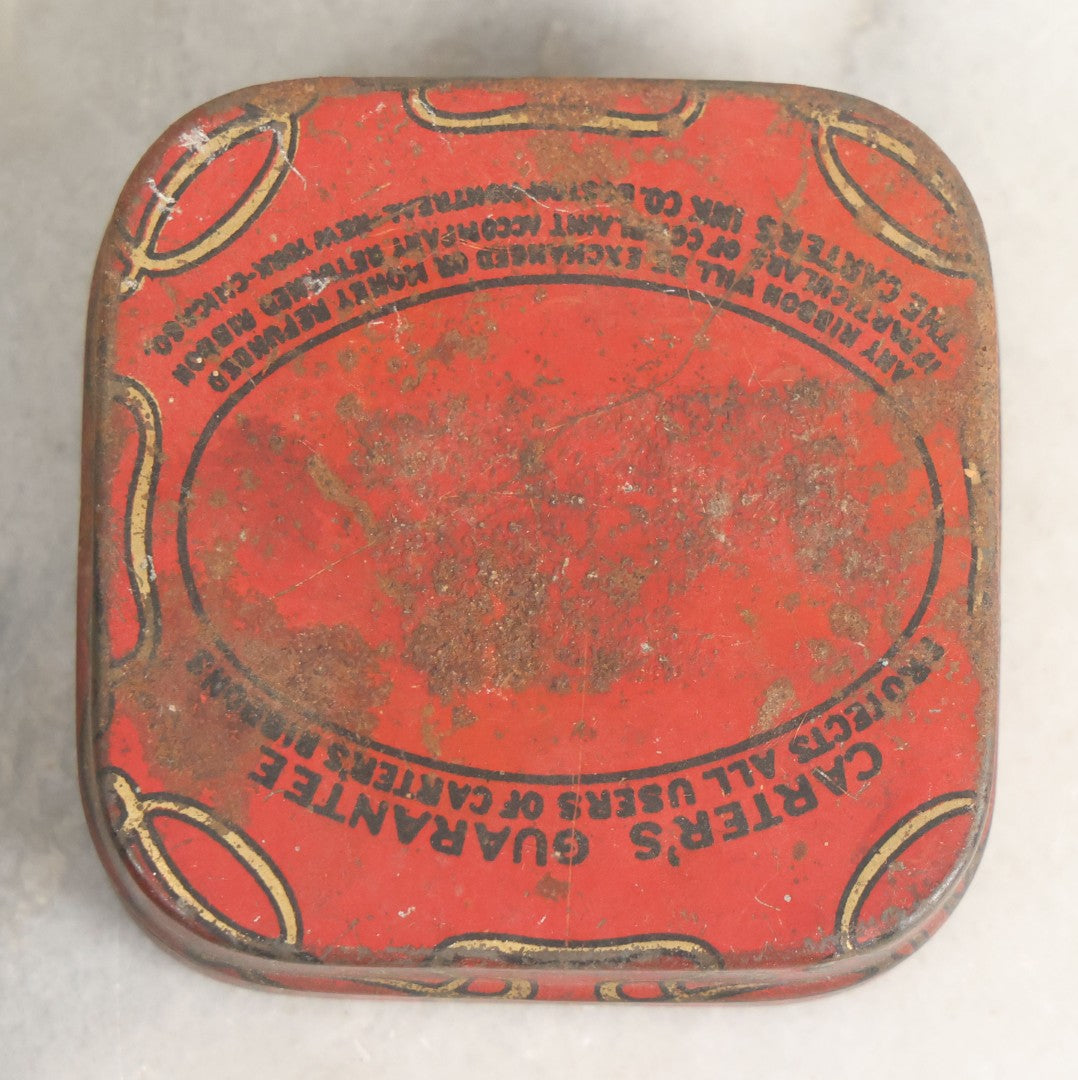 CARTER'S GUARANTEE
PROTECTS ALL USERS OF CARTER'S RIBBONS
ANY RIBBON WILL BE EXCHANGED OR MONEY REFUNDED
IF PARTICULARS OF COMPLAINT ACCOMPANY RETURNED RIBBON
THE CARTER'S INK CO. BOSTON-MONTREAL-NEW YORK-CHICAGO.